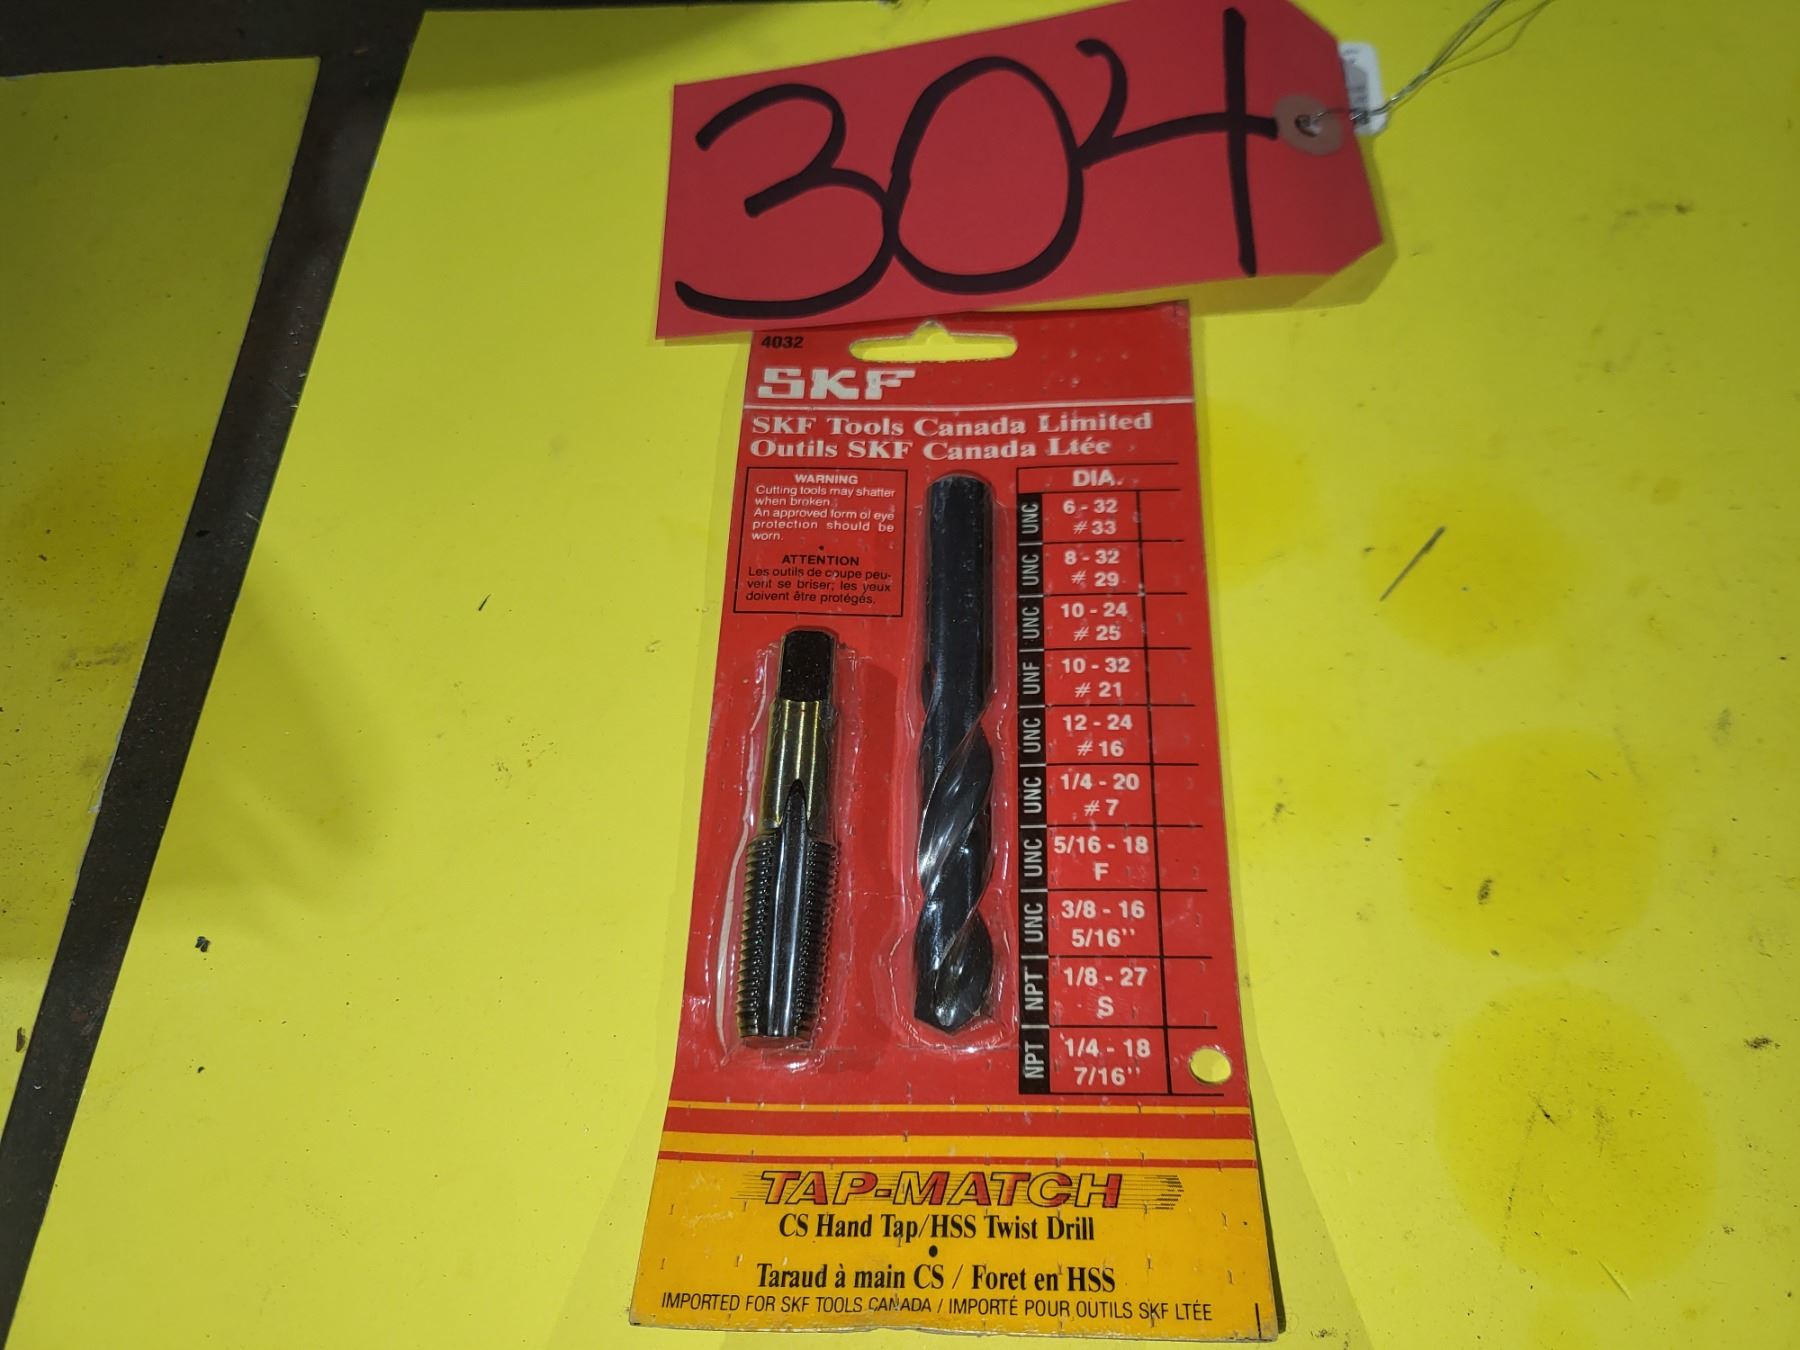 304
4032
SKF
SKF Tools Canada Limited
Outils SKF Canada Ltée
WARNING
Cutting tools may shatter
when broken.
An approved form of eye
protection should be
worn.
ATTENTION
Les outils de coupe peu-
vent se briser; les yeux
doivent être protégés.
DIA.
UNC
6 - 32
# 33
UNC
8 - 32
# 29
UNC
10 - 24
# 25
UNF
10 - 32
# 21
UNC
12 - 24
# 16
UNC
1/4 - 20
# 7
UNC
5/16 - 18
F
UNC
3/8 - 16
5/16"
NPT
1/8 - 27
S
NPT
1/4 - 18
7/16"
TAP-MATCH
CS Hand Tap/HSS Twist Drill
•
Taraud à main CS / Foret en HSS
IMPORTED FOR SKF TOOLS CANADA / IMPORTÉ POUR OUTILS SKF LTÉE